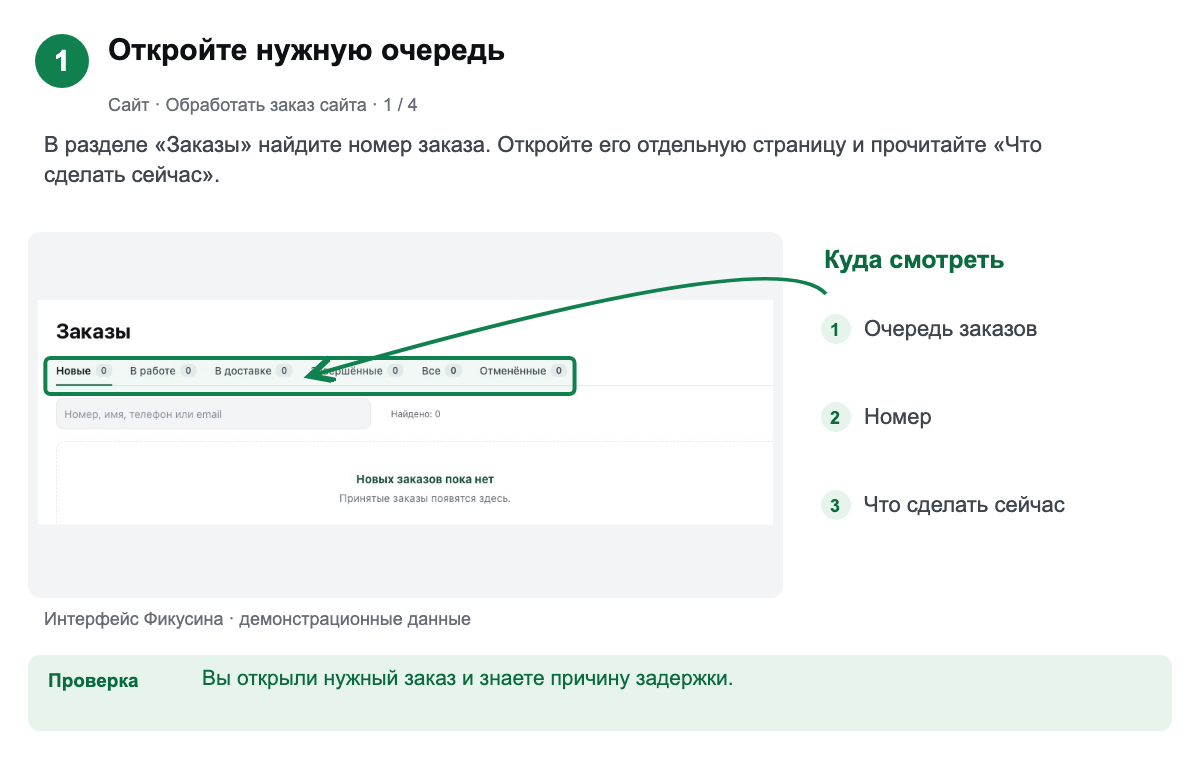 1
Откройте нужную очередь
Сайт · Обработать заказ сайта · 1 / 4
В разделе «Заказы» найдите номер заказа. Откройте его отдельную страницу и прочитайте «Что
сделать сейчас».
Заказы
Новые 0 В работе 0 В доставке 0 0 Все 0 Отменённые 0
Номер, имя, телефон или email Найдено: 0
Новых заказов пока нет
Принятые заказы появятся здесь.
Куда смотреть
1 Очередь заказов
2 Номер
3 Что сделать сейчас
Интерфейс Фикусина · демонстрационные данные
Проверка Вы открыли нужный заказ и знаете причину задержки.